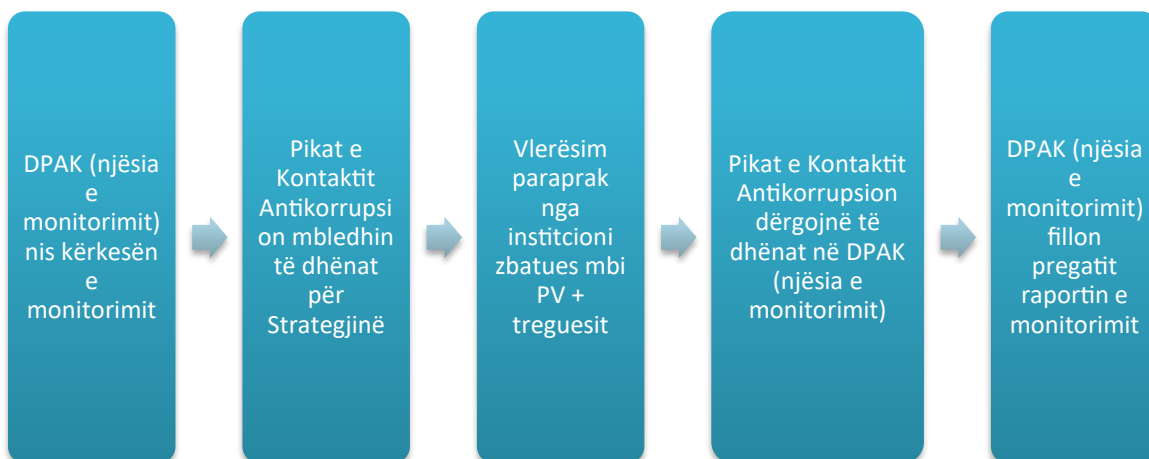 DPAK (njësia
e
monitorimit)
nis kërkesën
e
monitorimit
Pikat e
Kontaktit
Antikorrupsi
on mbledhin
të dhënat
për
Strategjinë
Vlerësim
paraprak
nga
institcioni
zbatues mbi
PV +
treguesit
Pikat e Kontaktit
Antikorrupsion
dërgojnë të
dhënat në DPAK
(njësia e
monitorimit)
DPAK (njësia
e
monitorimit)
fillon
pregatit
raportin e
monitorimit